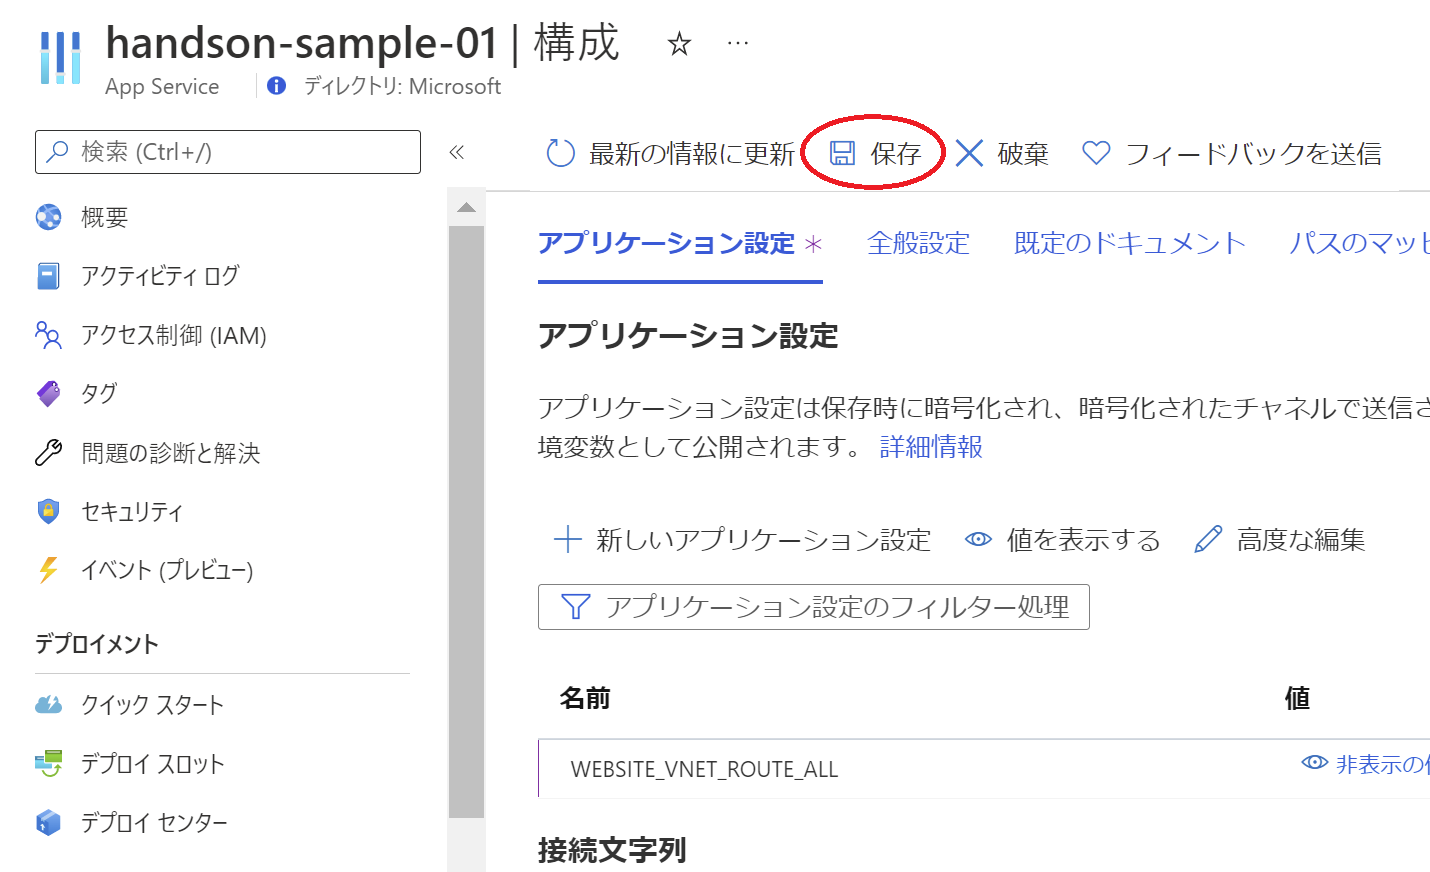 handson-sample-01 | 構成 ☆ …
App Service ディレクトリ: Microsoft
検索 (Ctrl+/) «
概要
アクティビティ ログ
アクセス制御 (IAM)
タグ
問題の診断と解決
セキュリティ
イベント (プレビュー)
デプロイメント
クイック スタート
デプロイ スロット
デプロイ センター
最新の情報に更新 保存 破棄 フィードバックを送信
アプリケーション設定 * 全般設定 既定のドキュメント パスのマッピ
アプリケーション設定
アプリケーション設定は保存時に暗号化され、暗号化されたチャネルで送信さ
境変数として公開されます。 詳細情報
新しいアプリケーション設定 値を表示する 高度な編集
アプリケーション設定のフィルター処理
名前 値
WEBSITE_VNET_ROUTE_ALL 非表示の
接続文字列